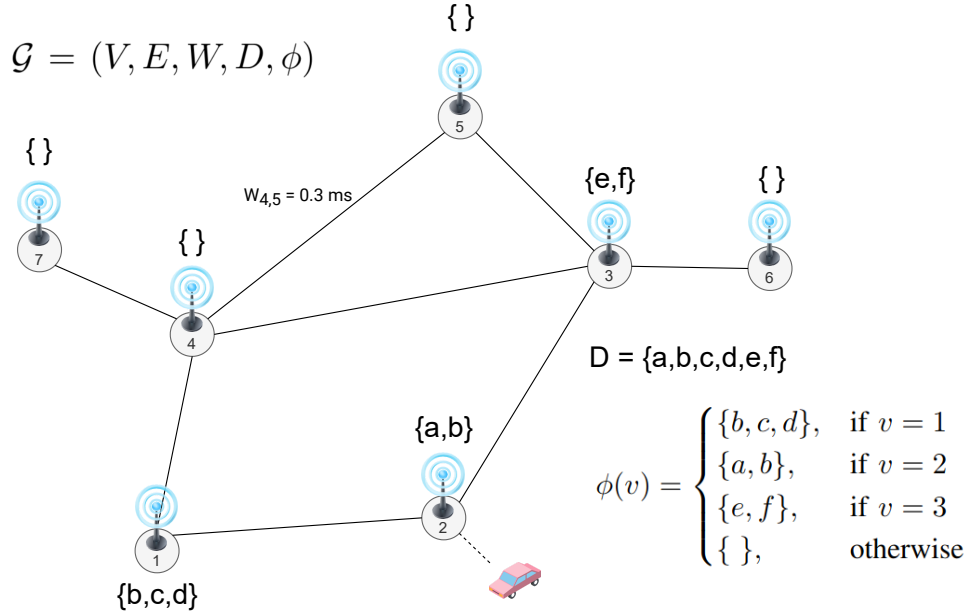 { }
𝒢 = (V, E, W, D, ϕ)
5
{ }
W4,5 = 0.3 ms
{e,f}
{ }
{ }
7
3
6
4
D = {a,b,c,d,e,f}
{a,b}
ϕ(v) = { {b, c, d}, if v = 1
{a, b}, if v = 2
{e, f}, if v = 3
{ }, otherwise
2
1
{b,c,d}